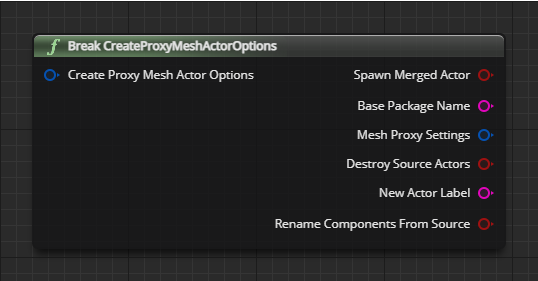 Break CreateProxyMeshActorOptions
Create Proxy Mesh Actor Options
Spawn Merged Actor
Base Package Name
Mesh Proxy Settings
Destroy Source Actors
New Actor Label
Rename Components From Source